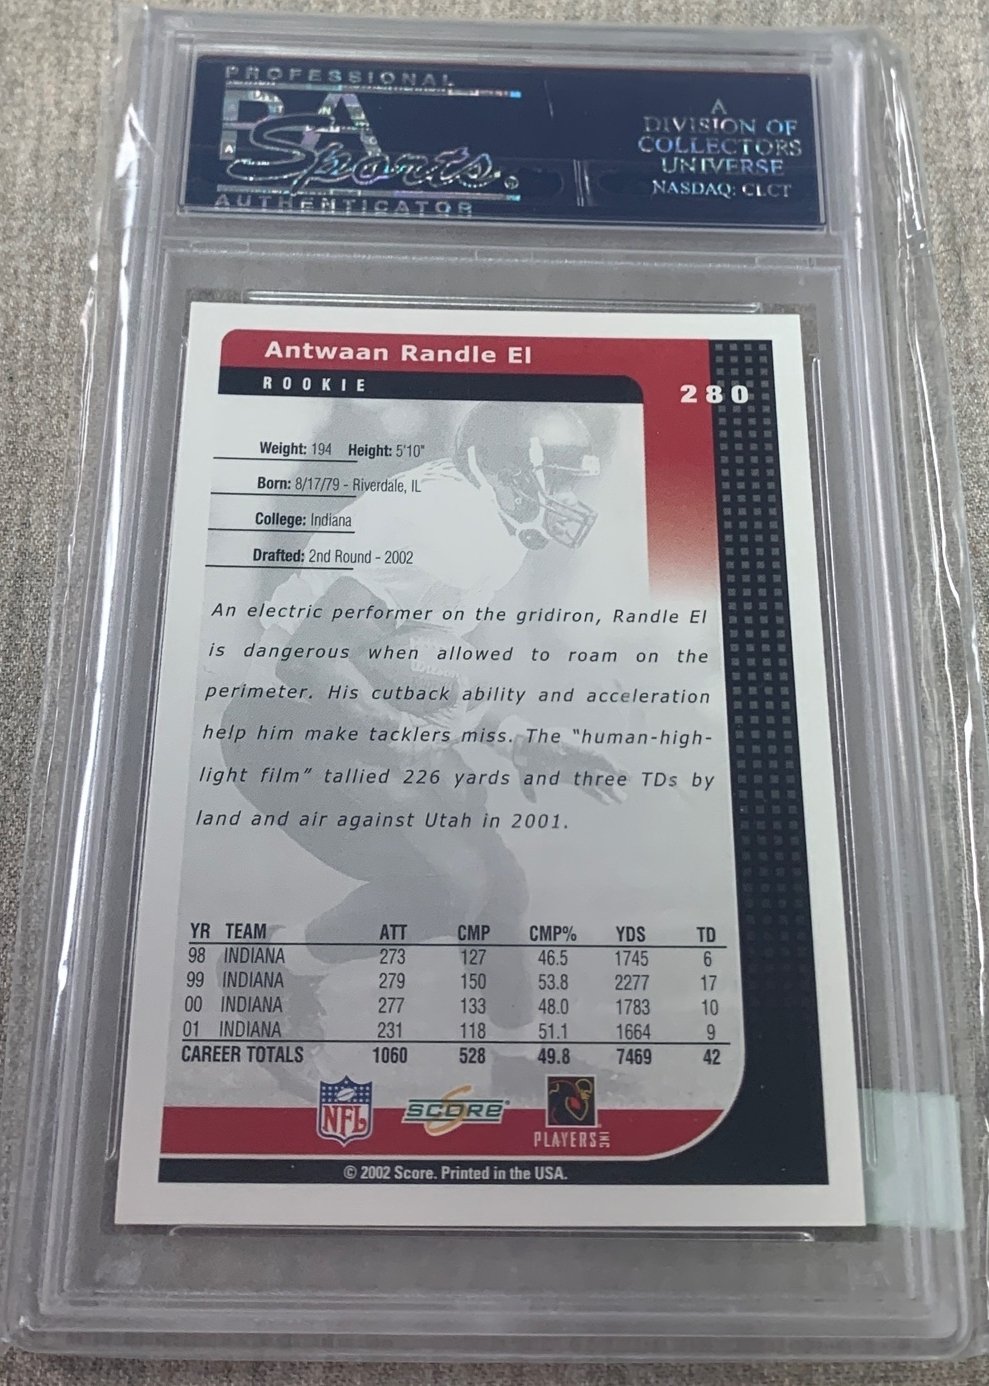 PROFESSIONAL
PSA
Sports
AUTHENTICATOR
A
DIVISION OF
COLLECTORS
UNIVERSE
NASDAQ: CLCT
Antwaan Randle El
ROOKIE
280
Weight: 194 Height: 5'10"
Born: 8/17/79 - Riverdale, IL
College: Indiana
Drafted: 2nd Round - 2002
An electric performer on the gridiron, Randle El
is dangerous when allowed to roam on the
perimeter. His cutback ability and acceleration
help him make tacklers miss. The "human-high-
light film" tallied 226 yards and three TDs by
land and air against Utah in 2001.
YR TEAM ATT CMP CMP% YDS TD
98 INDIANA 273 127 46.5 1745 6
99 INDIANA 279 150 53.8 2277 17
00 INDIANA 277 133 48.0 1783 10
01 INDIANA 231 118 51.1 1664 9
CAREER TOTALS 1060 528 49.8 7469 42
NFL
SCORE®
PLAYERS INC
© 2002 Score. Printed in the USA.